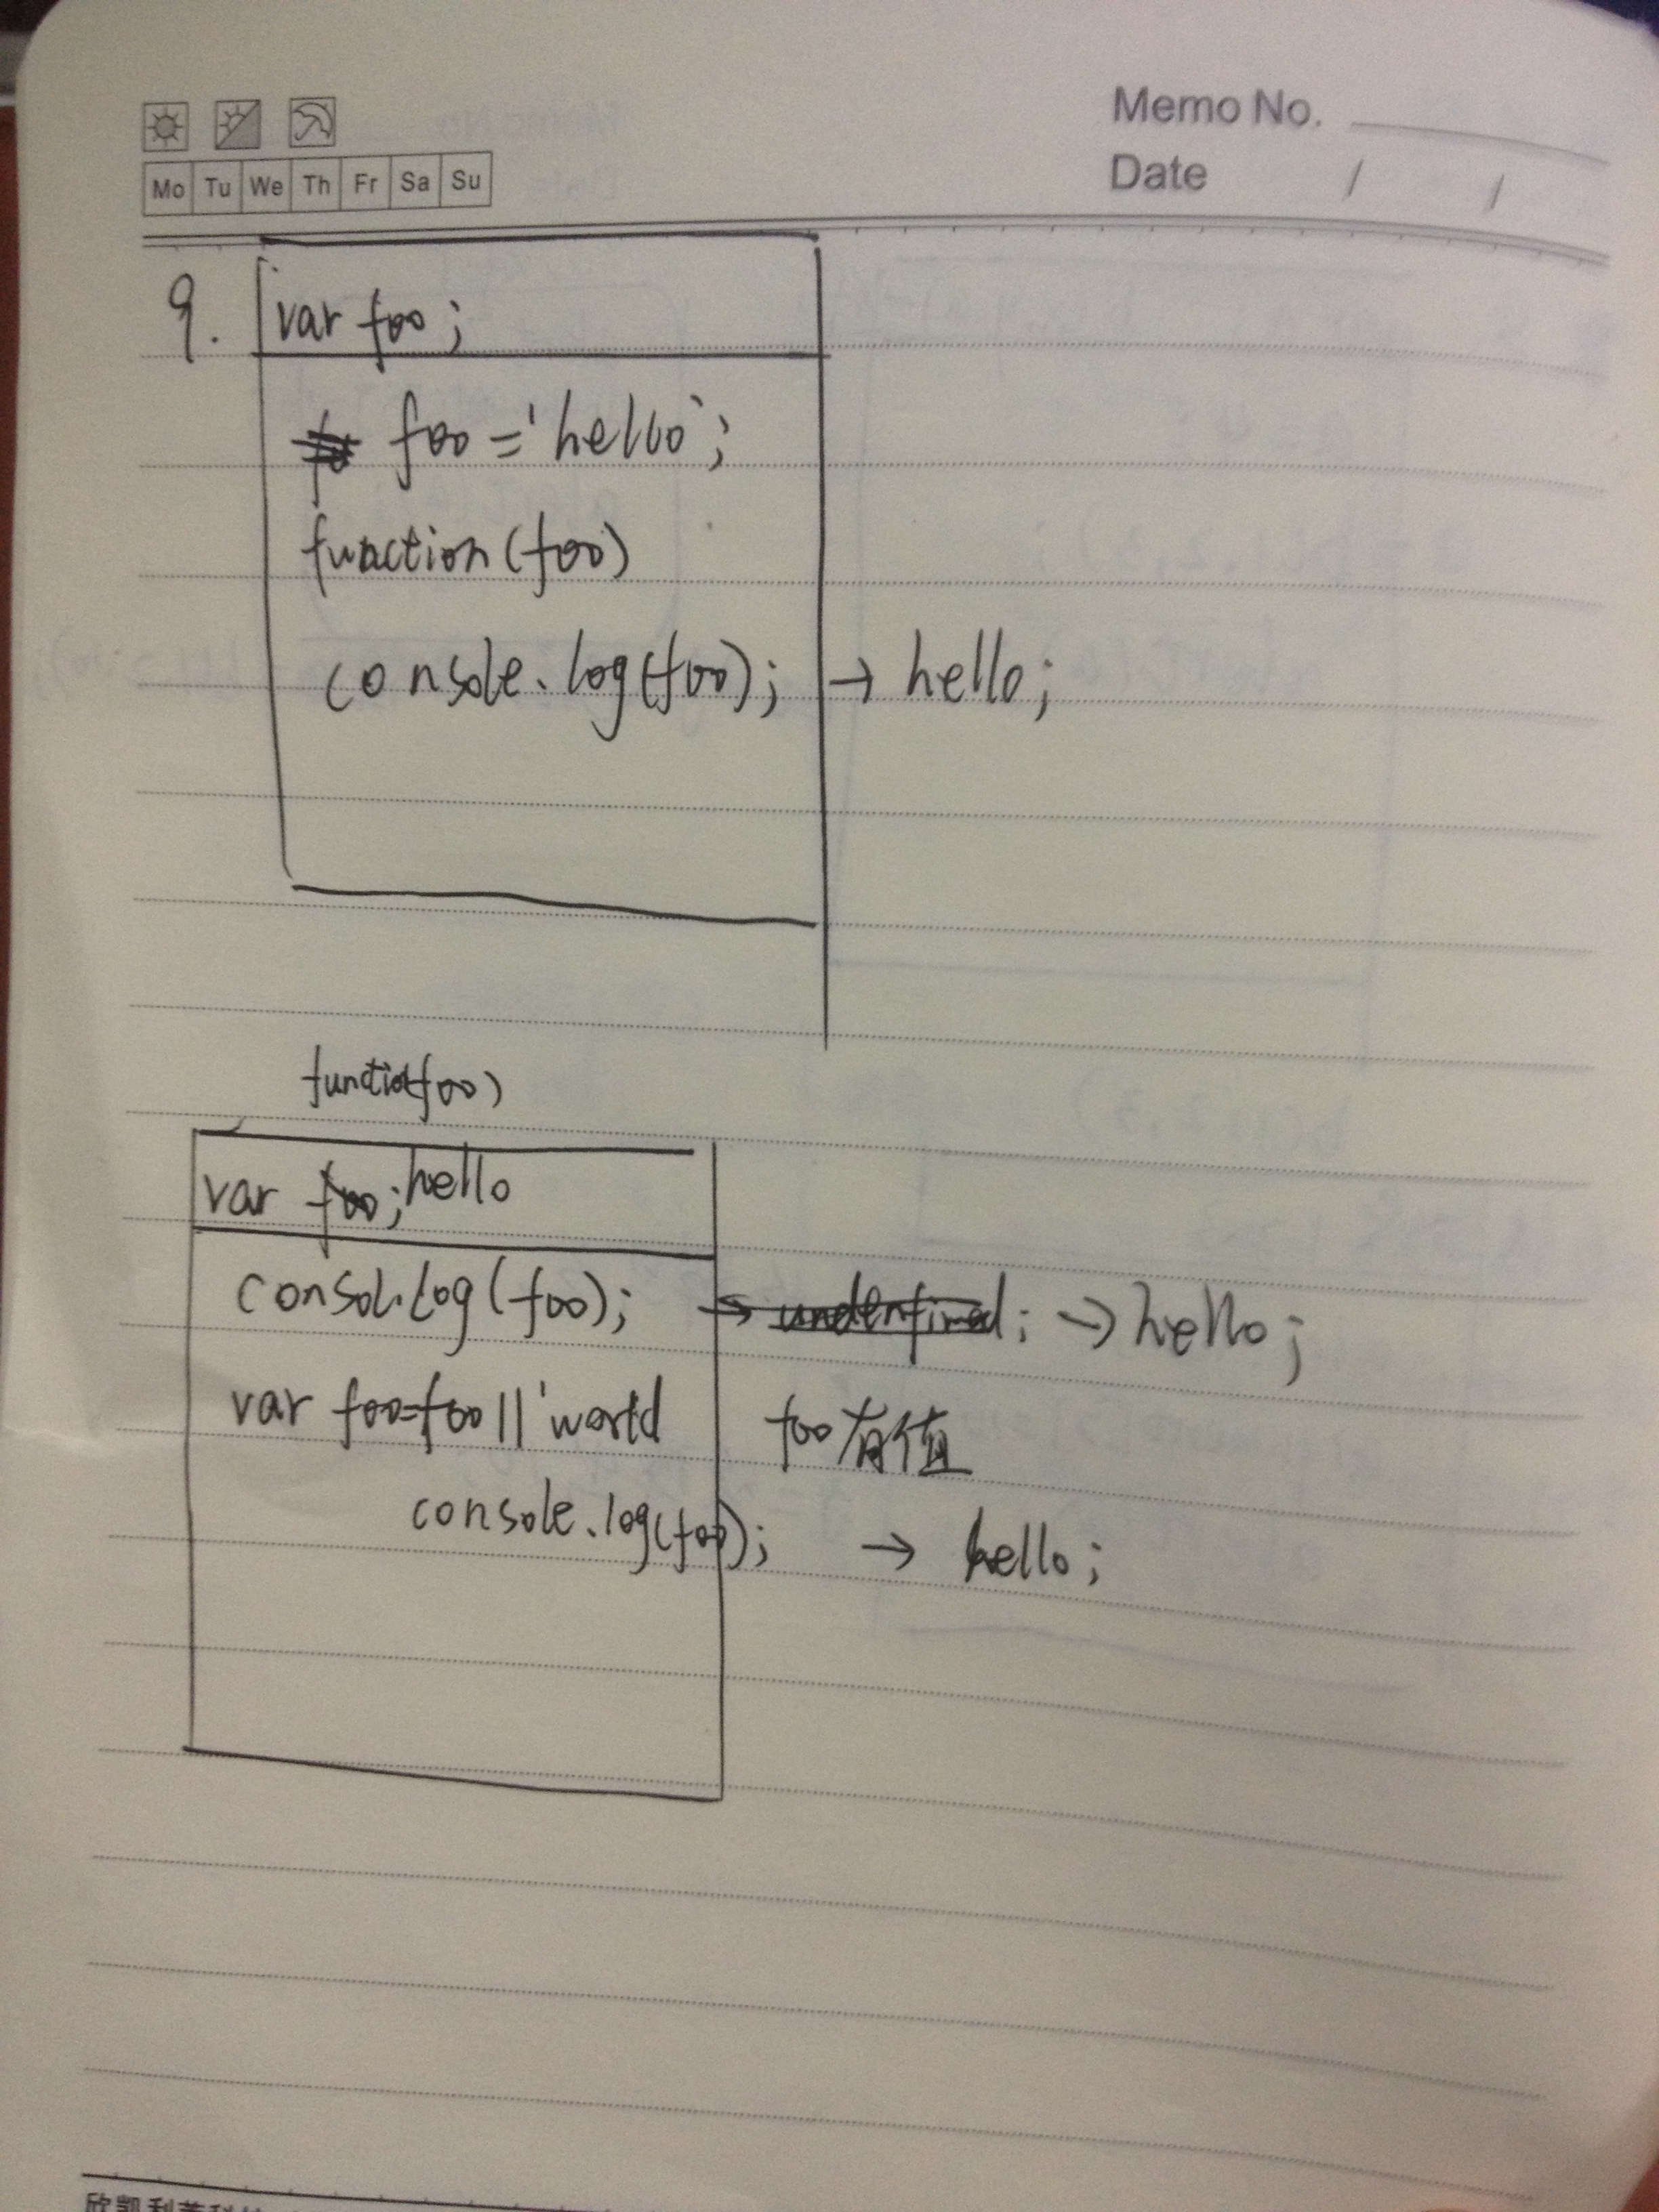 Memo No.
Mo Tu We Th Fr Sa Su
Date / /
9. var foo;
foo='hello';
function(foo)
console.log(foo); → hello;
function(foo)
var foo; hello
consol.log(foo); → undenfined; → hello;
var foo=foo||'world foo有值
console.log(foo); → hello;